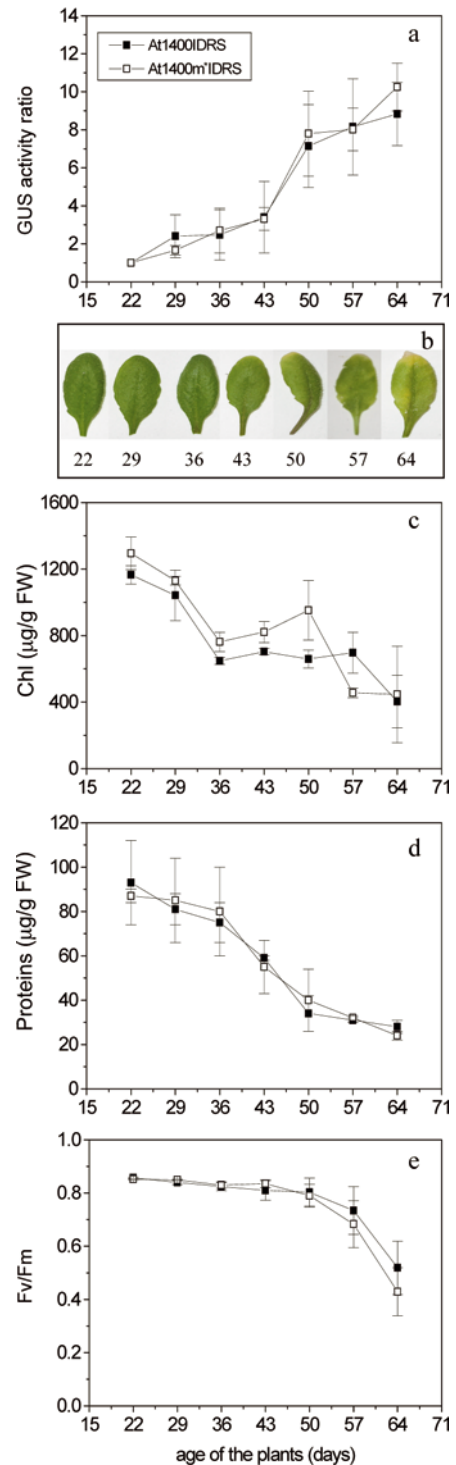 a
At1400IDRS
At1400m*IDRS
GUS activity ratio
14
12
10
8
6
4
2
0
15 22 29 36 43 50 57 64 71
b
22 29 36 43 50 57 64
c
Chl (µg/g FW)
1600
1200
800
400
0
15 22 29 36 43 50 57 64 71
d
Proteins (µg/g FW)
120
100
80
60
40
20
0
15 22 29 36 43 50 57 64 71
e
Fv/Fm
1.0
0.8
0.6
0.4
0.2
0.0
15 22 29 36 43 50 57 64 71
age of the plants (days)